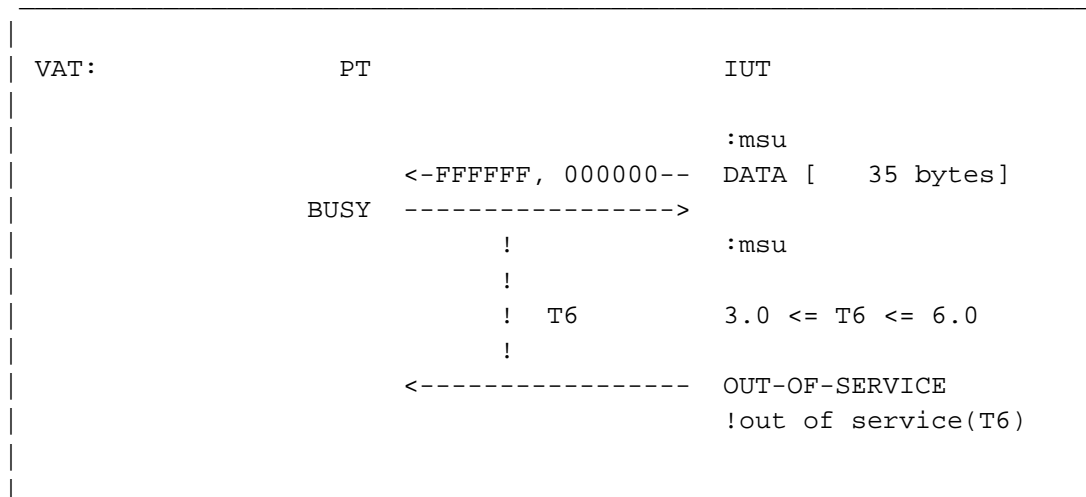 VAT: PT IUT
:msu
<-FFFFFF, 000000-- DATA [ 35 bytes]
BUSY ----------------->
! :msu
!
! T6 3.0 <= T6 <= 6.0
!
<----------------- OUT-OF-SERVICE
!out of service(T6)